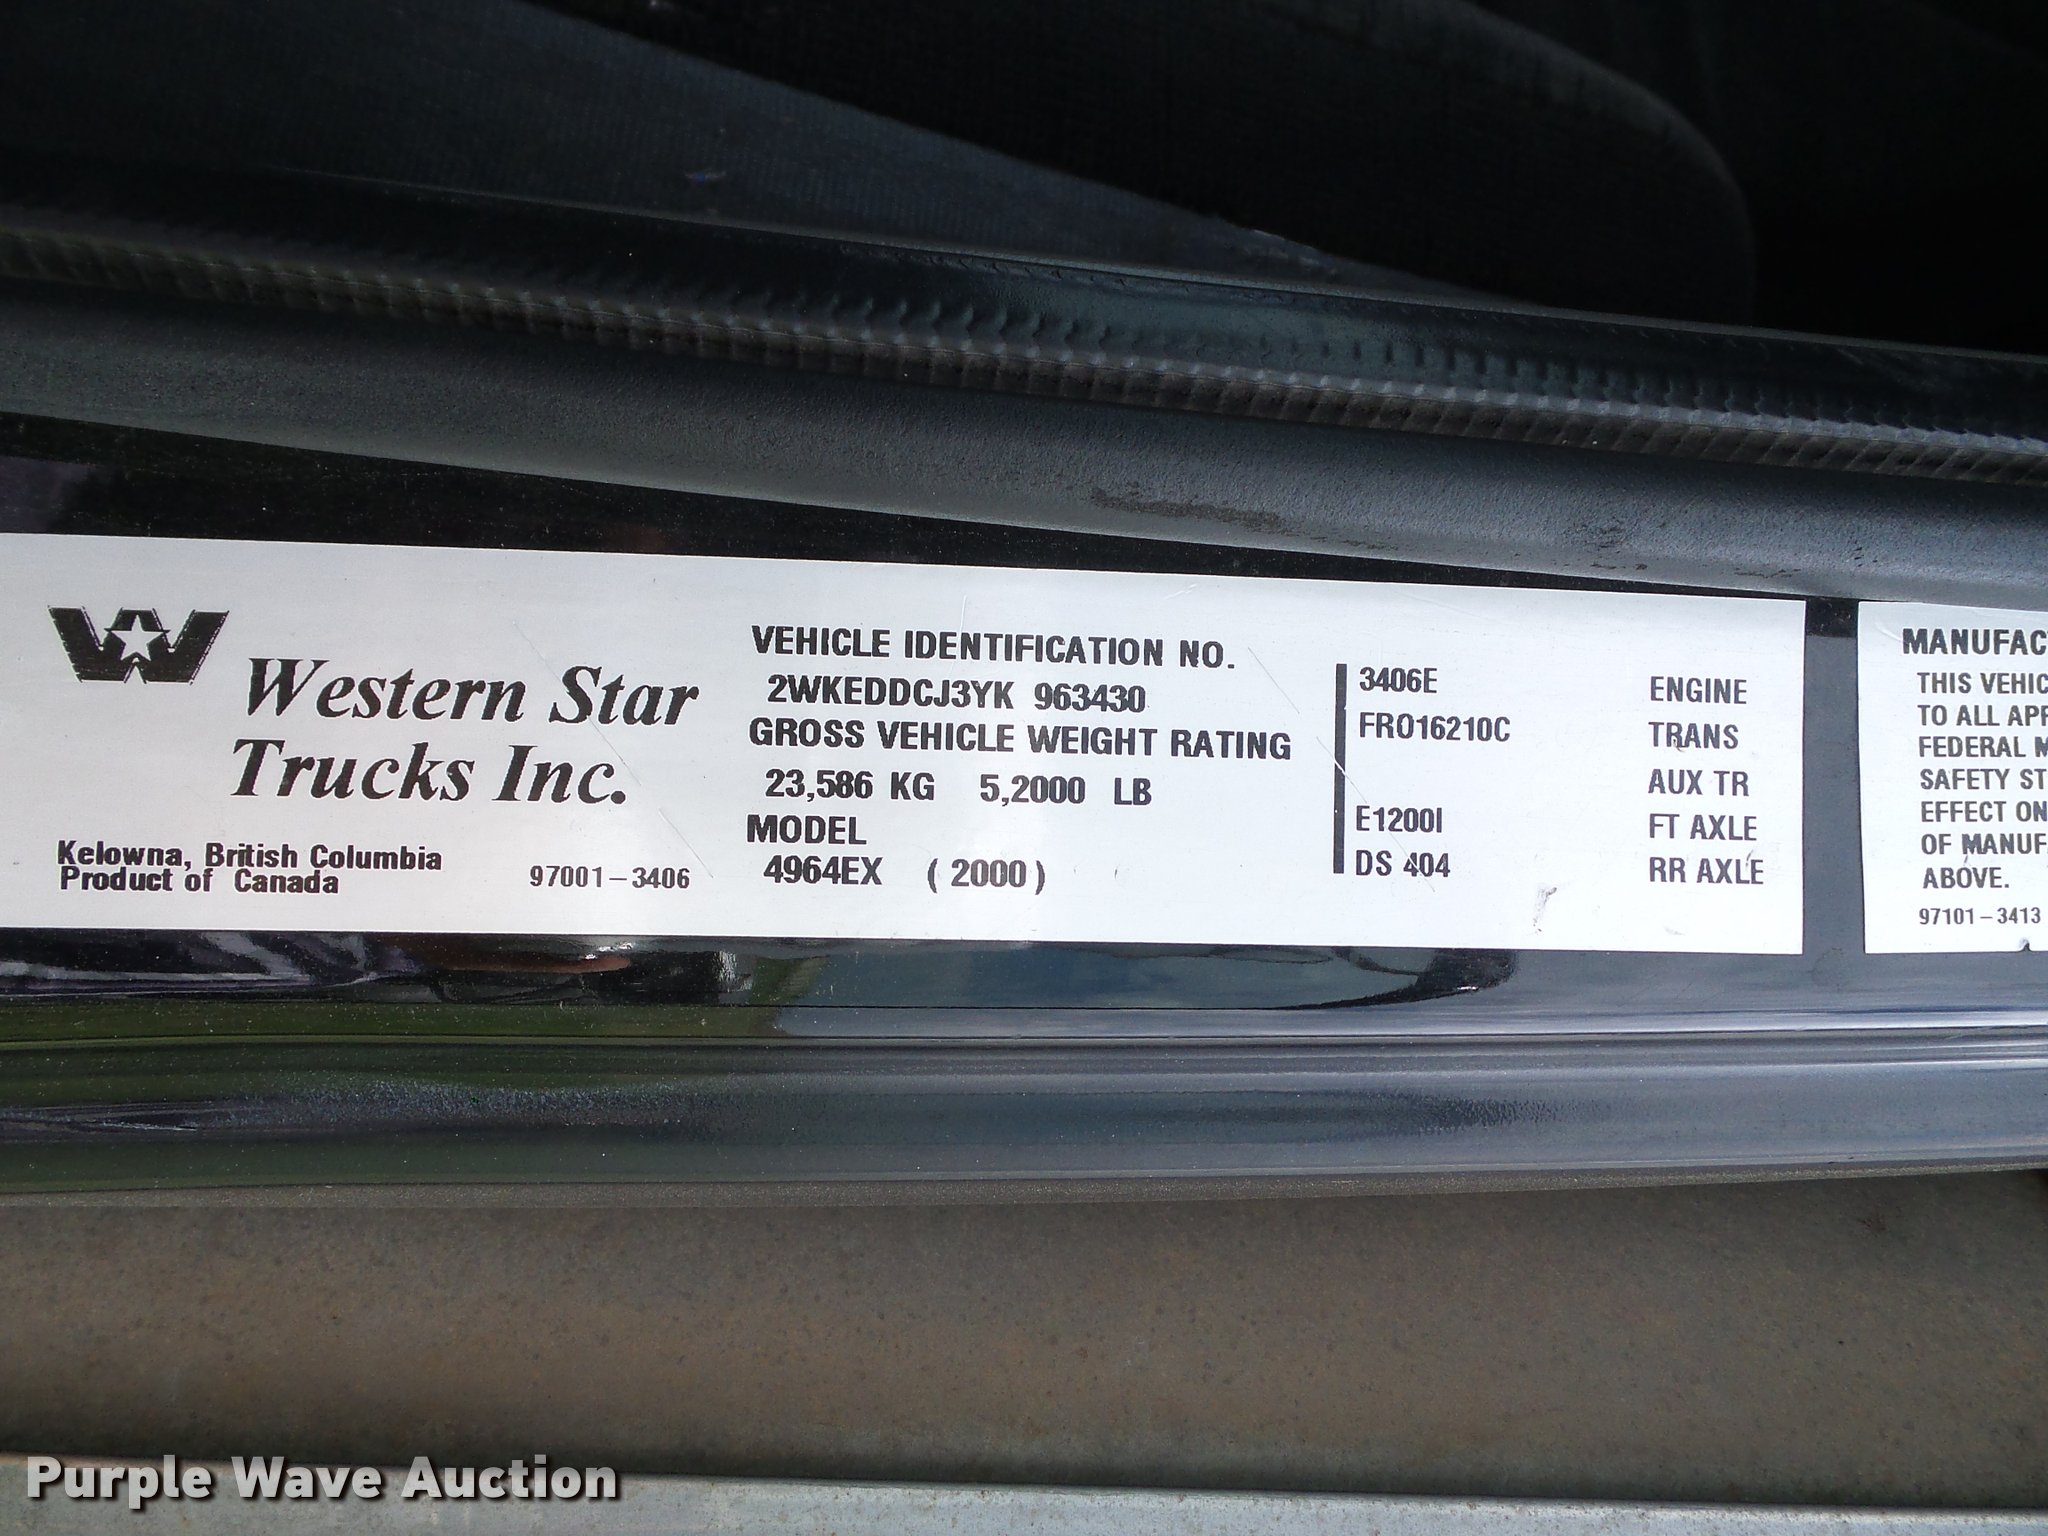 Western Star
Trucks Inc.
Kelowna, British Columbia
Product of Canada
97001-3406
VEHICLE IDENTIFICATION NO.
2WKEDDCJ3YK 963430
GROSS VEHICLE WEIGHT RATING
23,586 KG 5,2000 LB
MODEL
4964EX (2000)
3406E ENGINE
FRO16210C TRANS
AUX TR
E1200I FT AXLE
DS 404 RR AXLE
MANUFAC
THIS VEHIC
TO ALL APP
FEDERAL M
SAFETY ST
EFFECT ON
OF MANUF
ABOVE.
97101-3413
Purple Wave Auction